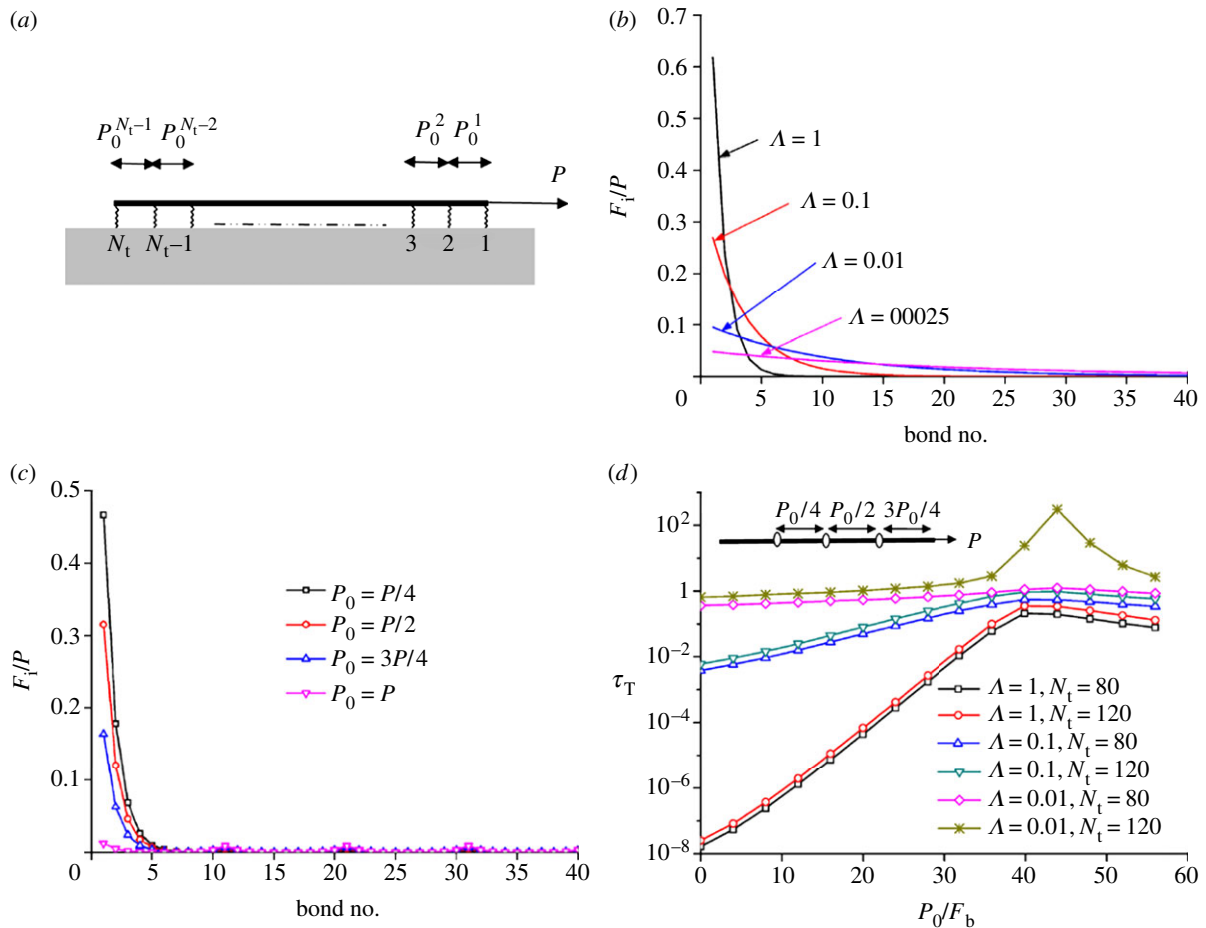 (a)
P₀^{Nₜ–1} P₀^{Nₜ–2}
P₀² P₀¹
P
Nₜ Nₜ–1 3 2 1
(b)
0.7
0.6
0.5
0.4
0.3
0.2
0.1
Fᵢ/P
Λ = 1
Λ = 0.1
Λ = 0.01
Λ = 00025
0 5 10 15 20 25 30 35 40
bond no.
(c)
0.5
0.4
0.3
0.2
0.1
Fᵢ/P
P₀ = P/4
P₀ = P/2
P₀ = 3P/4
P₀ = P
0 5 10 15 20 25 30 35 40
bond no.
(d)
10²
1
10⁻²
10⁻⁴
10⁻⁶
10⁻⁸
τ_T
P₀/4 P₀/2 3P₀/4
P
Λ = 1, Nₜ = 80
Λ = 1, Nₜ = 120
Λ = 0.1, Nₜ = 80
Λ = 0.1, Nₜ = 120
Λ = 0.01, Nₜ = 80
Λ = 0.01, Nₜ = 120
0 10 20 30 40 50 60
P₀/F_b